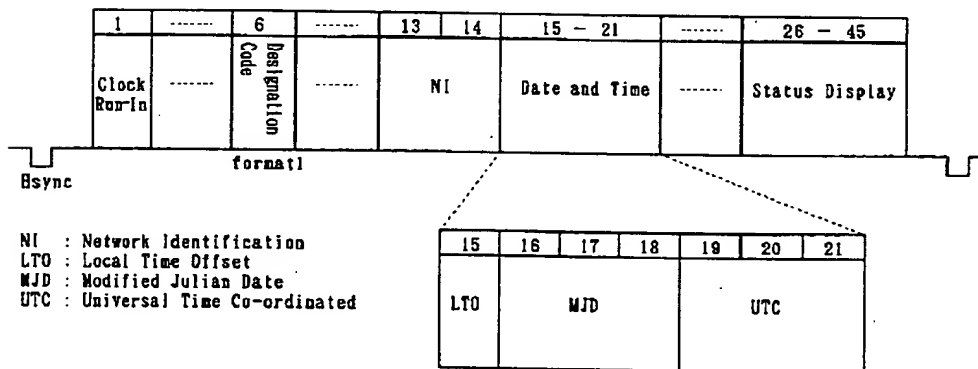 1 ------ 6 ------ 13 14 15 - 21 ------ 26 - 45
Clock
Run-In
------
Designation
Code
------
NI
Date and Time
------
Status Display
format1
Hsync
NI : Network Identification
LTO : Local Time Offset
MJD : Modified Julian Date
UTC : Universal Time Co-ordinated
15 16 17 18 19 20 21
LTO MJD UTC